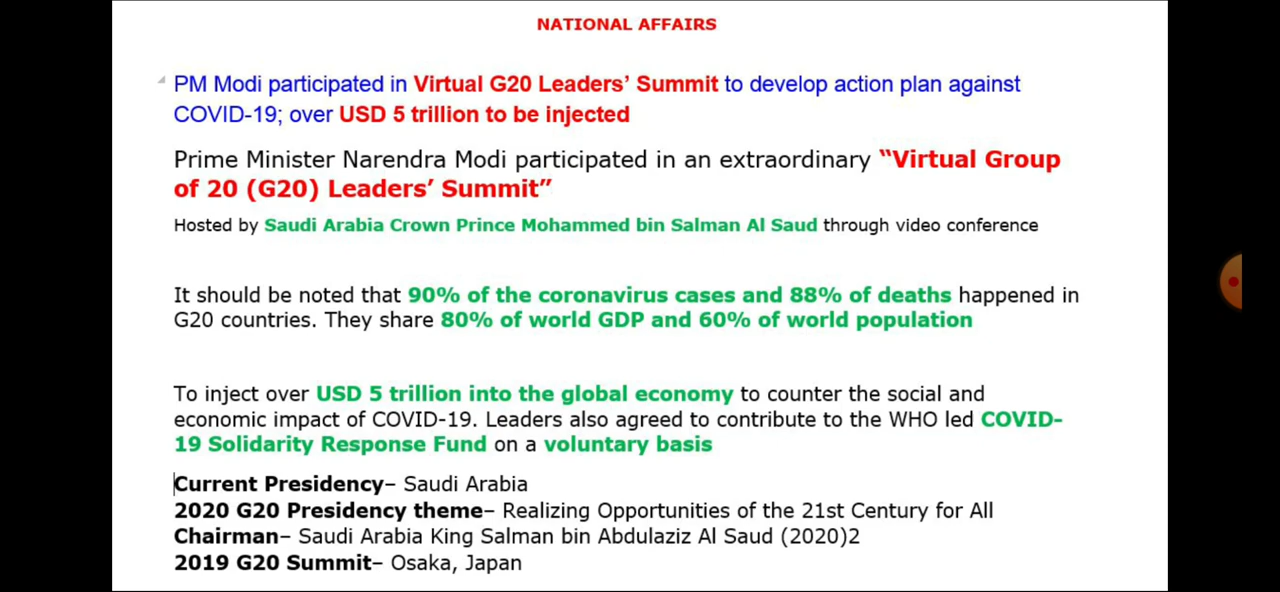 NATIONAL AFFAIRS
PM Modi participated in Virtual G20 Leaders’ Summit to develop action plan against
COVID-19; over USD 5 trillion to be injected
Prime Minister Narendra Modi participated in an extraordinary “Virtual Group
of 20 (G20) Leaders’ Summit”
Hosted by Saudi Arabia Crown Prince Mohammed bin Salman Al Saud through video conference
It should be noted that 90% of the coronavirus cases and 88% of deaths happened in
G20 countries. They share 80% of world GDP and 60% of world population
To inject over USD 5 trillion into the global economy to counter the social and
economic impact of COVID-19. Leaders also agreed to contribute to the WHO led COVID-
19 Solidarity Response Fund on a voluntary basis
Current Presidency– Saudi Arabia
2020 G20 Presidency theme– Realizing Opportunities of the 21st Century for All
Chairman– Saudi Arabia King Salman bin Abdulaziz Al Saud (2020)2
2019 G20 Summit– Osaka, Japan